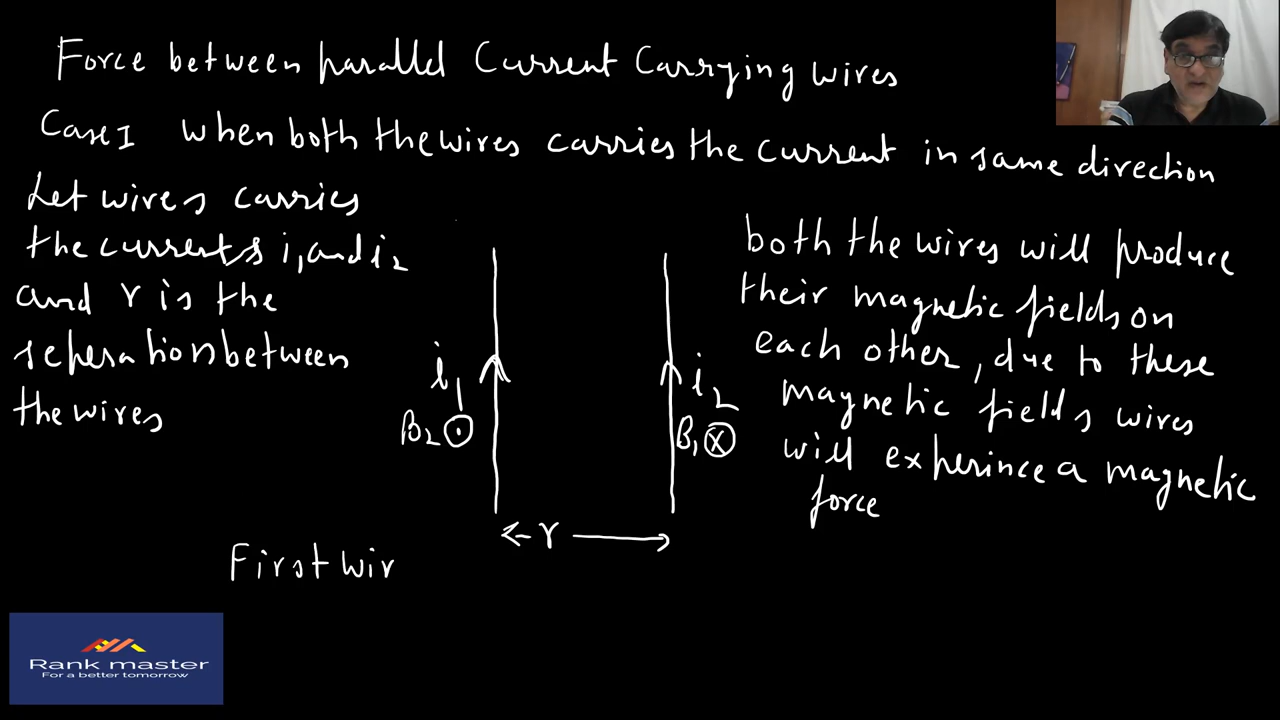 Force between parallel Current Carrying wires
Case I when both the wires carries the current in same direction
Let wires carries
the currents i1 and i2
and r is the
seperation between
the wires
both the wires will produce
their magnetic fields on
each other, due to these
magnetic fields wires
will experince a magnetic
force
i1
i2
B2
B1
r
First wir
Rank master
For a better tomorrow